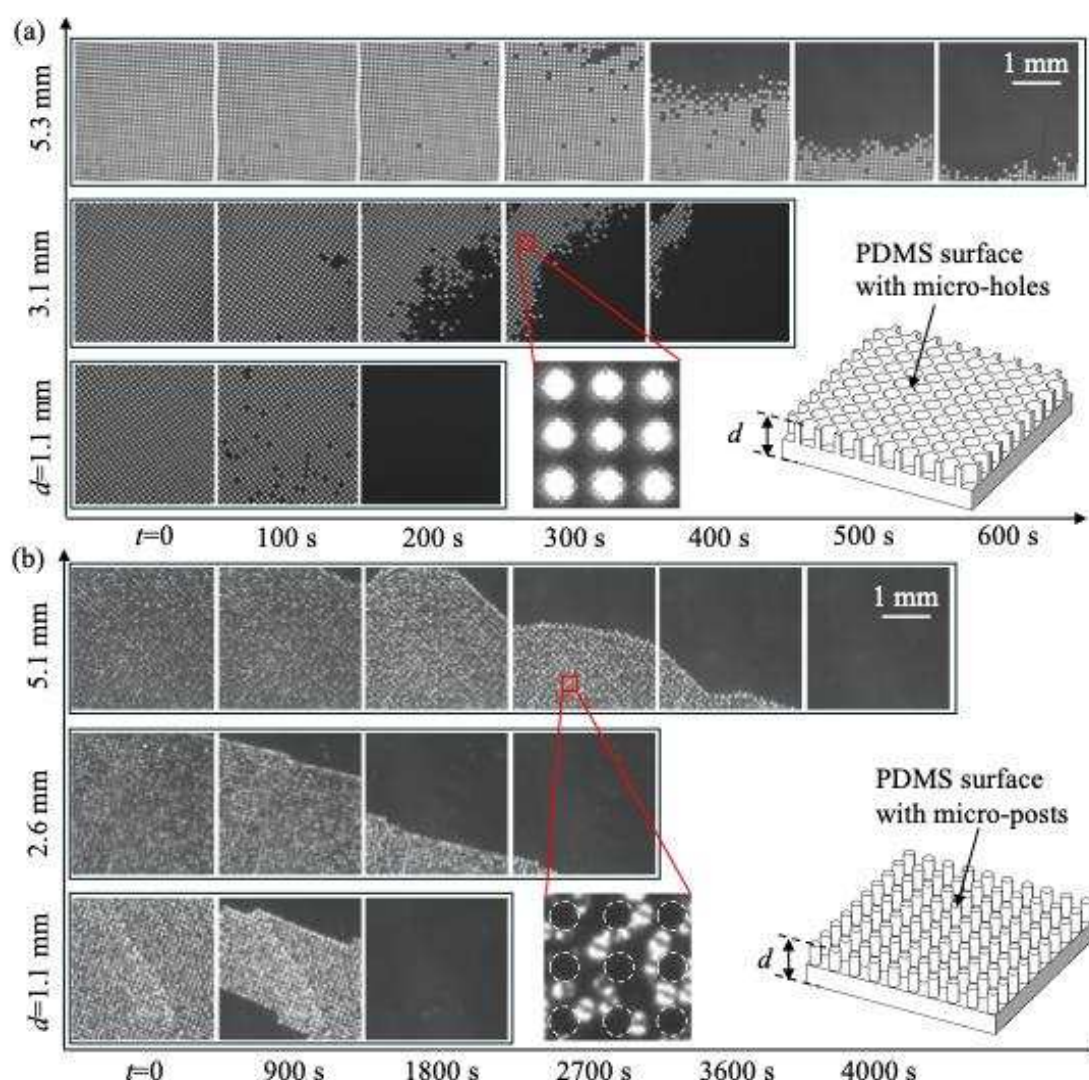 (a)
5.3 mm
1 mm
3.1 mm
PDMS surface
with micro-holes
d
d=1.1 mm
t=0 100 s 200 s 300 s 400 s 500 s 600 s
(b)
5.1 mm
1 mm
2.6 mm
PDMS surface
with micro-posts
d
d=1.1 mm
t=0 900 s 1800 s 2700 s 3600 s 4000 s